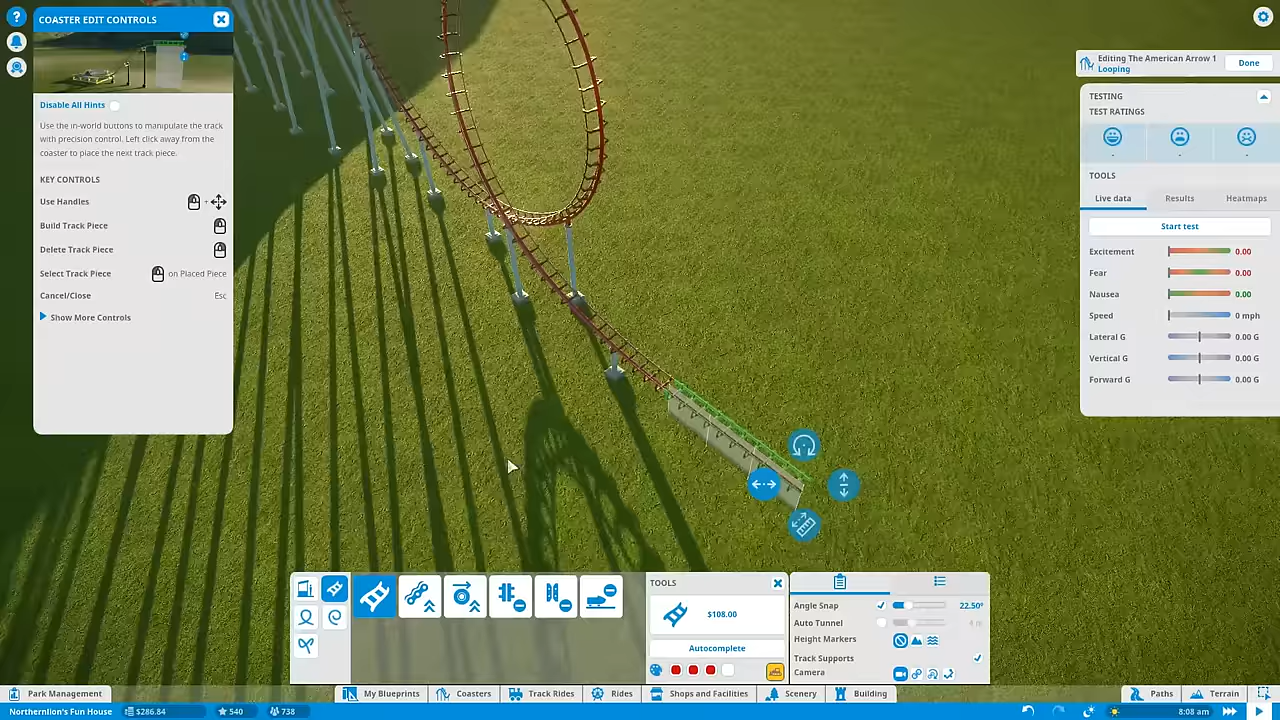 COASTER EDIT CONTROLS
Disable All Hints
Use the in-world buttons to manipulate the track
with precision control. Left click away from the
coaster to place the next track piece.
KEY CONTROLS
Use Handles
+
Build Track Piece
Delete Track Piece
Select Track Piece on Placed Piece
Cancel/Close Esc
Show More Controls
Editing The American Arrow 1
Looping
Done
TESTING
TEST RATINGS
- - -
TOOLS
Live data Results Heatmaps
Start test
Excitement 0.00
Fear 0.00
Nausea 0.00
Speed 0 mph
Lateral G 0.00 G
Vertical G 0.00 G
Forward G 0.00 G
TOOLS
$108.00
Autocomplete
Angle Snap 22.50°
Auto Tunnel 4 m
Height Markers
Track Supports
Camera
Park Management
My Blueprints Coasters Track Rides Rides Shops and Facilities Scenery Building
Paths Terrain
Northernlion's Fun House $286.84 540 738
8:08 am